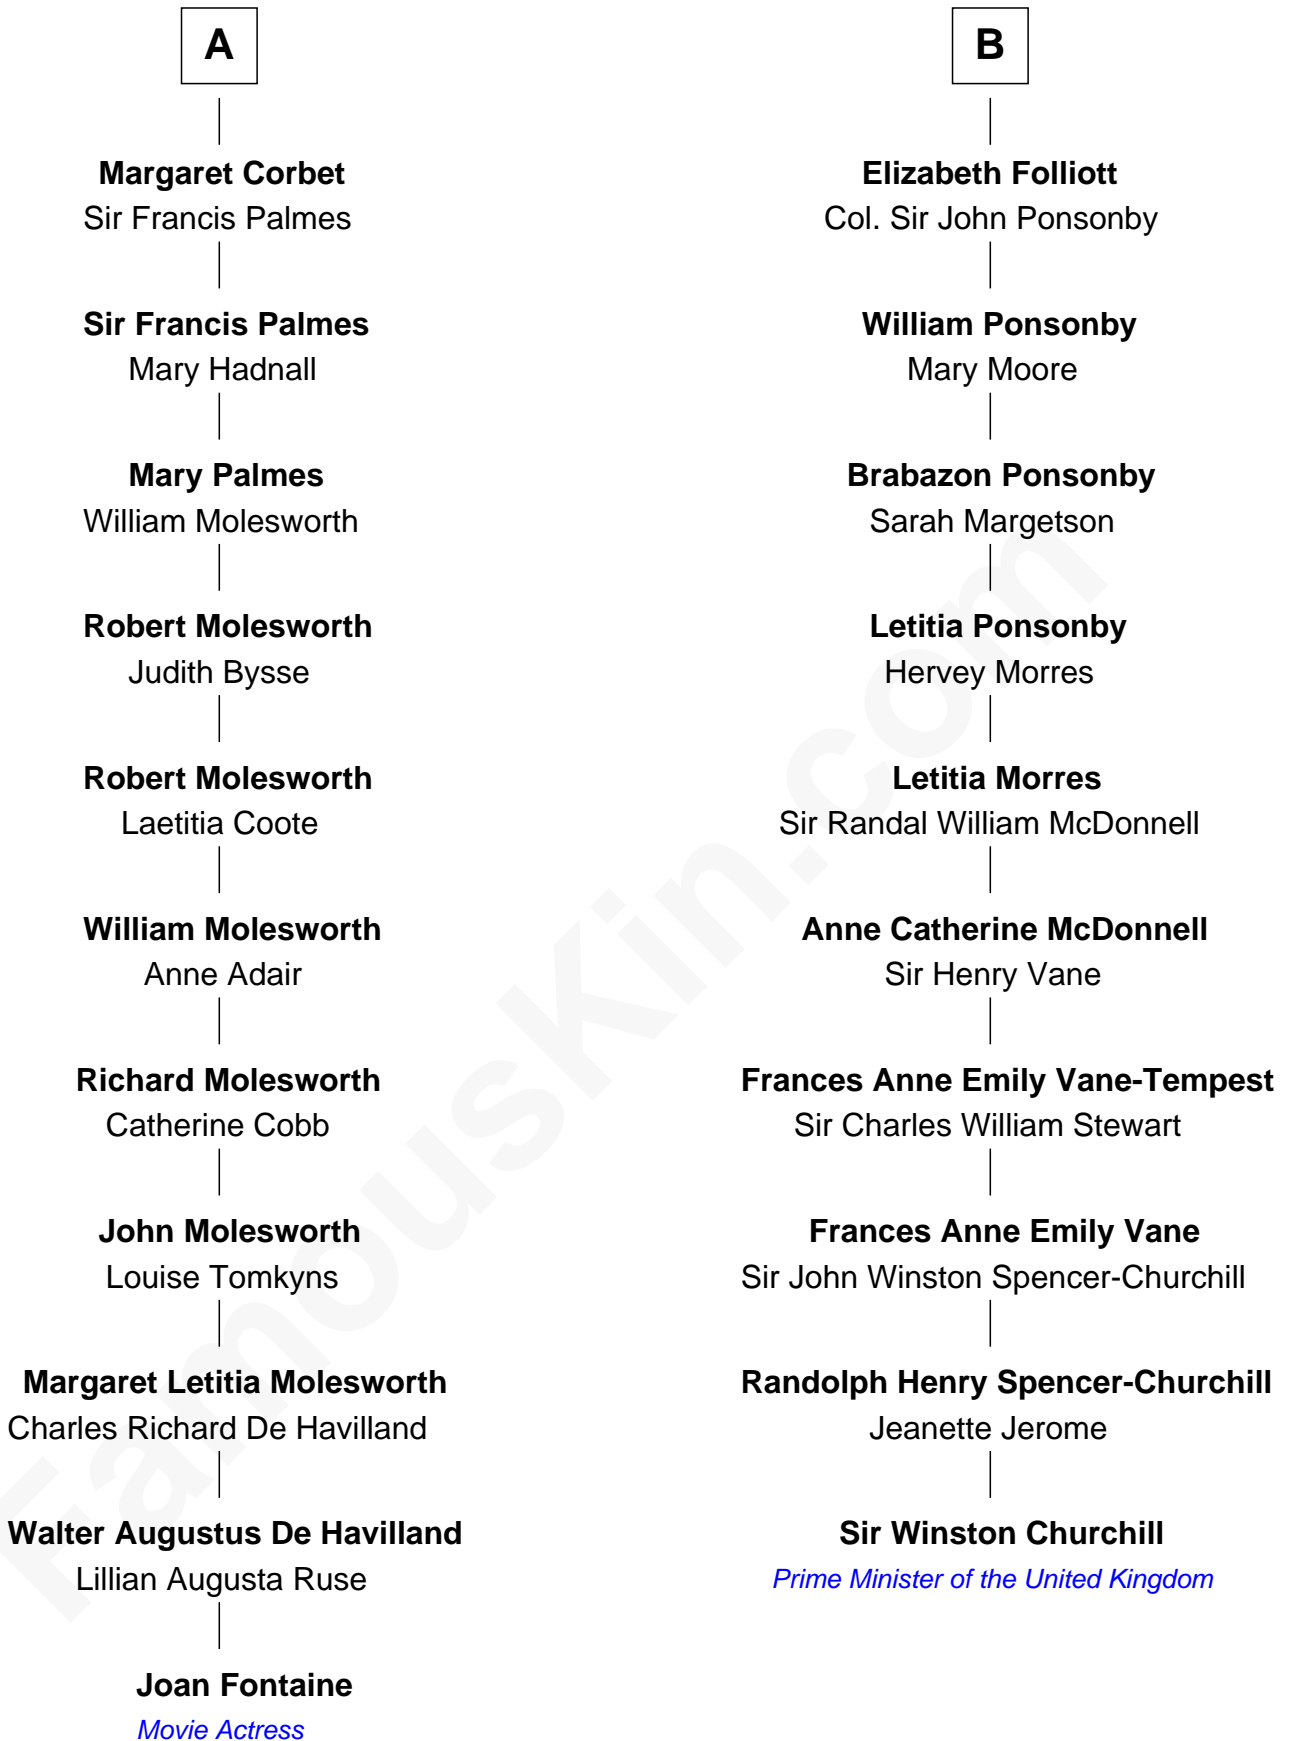 A
Margaret Corbet
Sir Francis Palmes
Sir Francis Palmes
Mary Hadnall
Mary Palmes
William Molesworth
Robert Molesworth
Judith Bysse
Robert Molesworth
Laetitia Coote
William Molesworth
Anne Adair
Richard Molesworth
Catherine Cobb
John Molesworth
Louise Tomkyns
Margaret Letitia Molesworth
Charles Richard De Havilland
Walter Augustus De Havilland
Lillian Augusta Ruse
Joan Fontaine
Movie Actress
B
Elizabeth Folliott
Col. Sir John Ponsonby
William Ponsonby
Mary Moore
Brabazon Ponsonby
Sarah Margetson
Letitia Ponsonby
Hervey Morres
Letitia Morres
Sir Randal William McDonnell
Anne Catherine McDonnell
Sir Henry Vane
Frances Anne Emily Vane-Tempest
Sir Charles William Stewart
Frances Anne Emily Vane
Sir John Winston Spencer-Churchill
Randolph Henry Spencer-Churchill
Jeanette Jerome
Sir Winston Churchill
Prime Minister of the United Kingdom
FamousKin.com